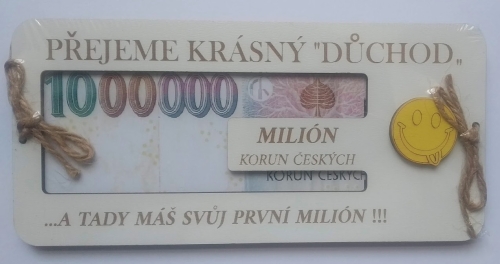 PŘEJEME KRÁSNÝ "DŮCHOD„
1000000
MILIÓN
KORUN ČESKÝCH
KORUN ČESKÝCH
...A TADY MÁŠ SVŮJ PRVNÍ MILIÓN !!!